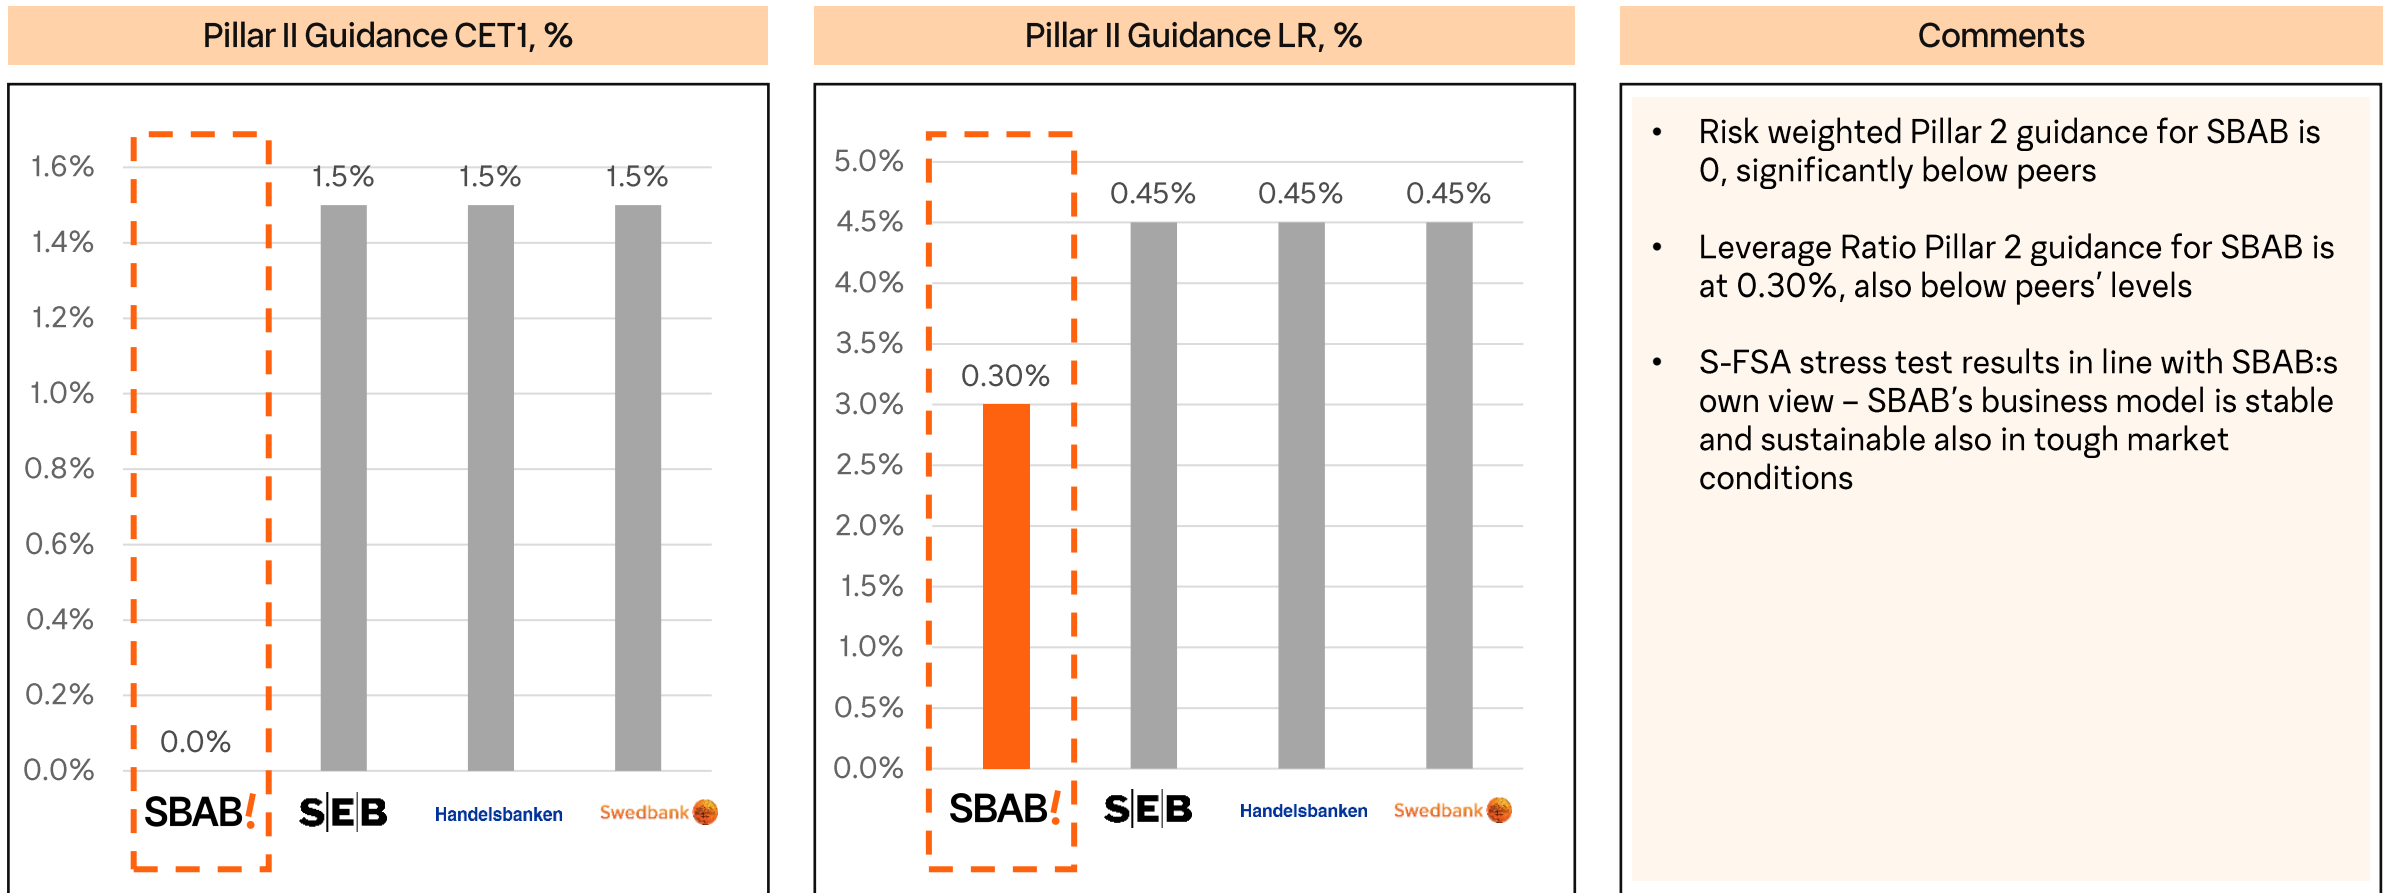 Pillar II Guidance CET1, %
1.6%
1.4%
1.2%
1.0%
0.8%
0.6%
0.4%
0.2%
0.0%
0.0%
1.5%
1.5%
1.5%
SBAB!
S|E|B
Handelsbanken
Swedbank
Pillar II Guidance LR, %
5.0%
4.5%
4.0%
3.5%
3.0%
2.5%
2.0%
1.5%
1.0%
0.5%
0.0%
0.30%
0.45%
0.45%
0.45%
SBAB!
S|E|B
Handelsbanken
Swedbank
Comments
• Risk weighted Pillar 2 guidance for SBAB is
0, significantly below peers
• Leverage Ratio Pillar 2 guidance for SBAB is
at 0.30%, also below peers’ levels
• S-FSA stress test results in line with SBAB:s
own view – SBAB’s business model is stable
and sustainable also in tough market
conditions